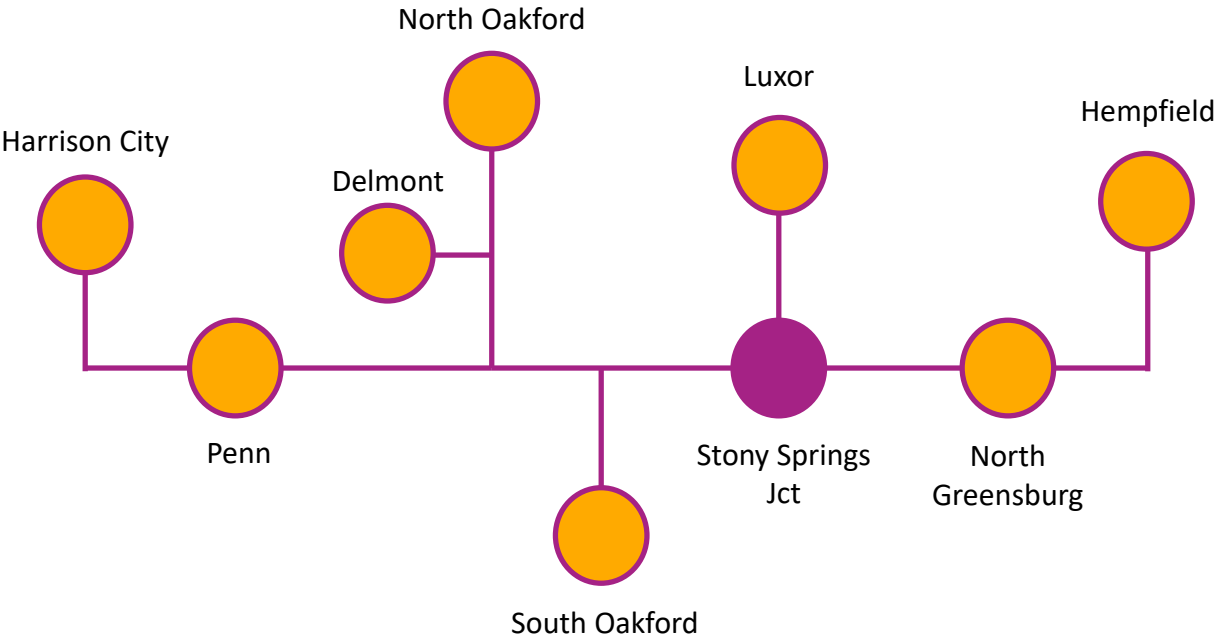 North Oakford
Luxor
Hempfield
Harrison City
Delmont
Penn
Stony Springs
Jct
North
Greensburg
South Oakford